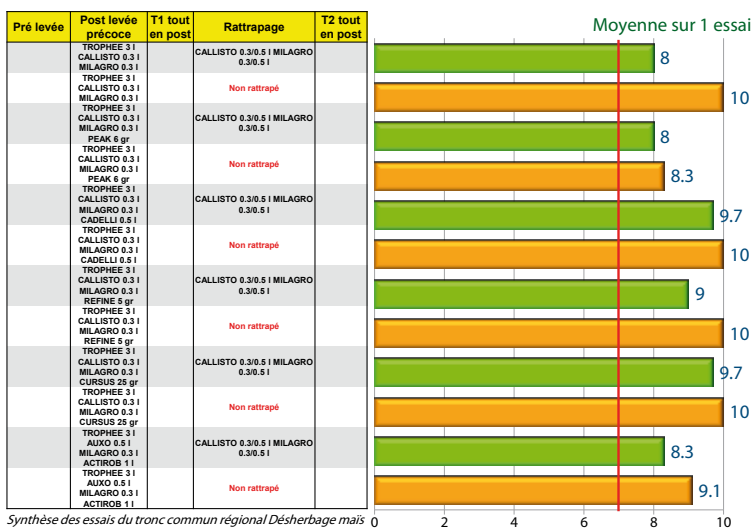 Moyenne sur 1 essai
Pré levée
Post levée précoce
T1 tout en post
Rattrapage
T2 tout en post
TROPHEE 3 l
CALLISTO 0.3 l
MILAGRO 0.3 l
CALLISTO 0.3/0.5 l MILAGRO
0.3/0.5 l
8
TROPHEE 3 l
CALLISTO 0.3 l
MILAGRO 0.3 l
Non rattrapé
10
TROPHEE 3 l
CALLISTO 0.3 l
MILAGRO 0.3 l
PEAK 6 gr
CALLISTO 0.3/0.5 l MILAGRO
0.3/0.5 l
8
TROPHEE 3 l
CALLISTO 0.3 l
MILAGRO 0.3 l
PEAK 6 gr
Non rattrapé
8.3
TROPHEE 3 l
CALLISTO 0.3 l
MILAGRO 0.3 l
CADELLI 0.5 l
CALLISTO 0.3/0.5 l MILAGRO
0.3/0.5 l
9.7
TROPHEE 3 l
CALLISTO 0.3 l
MILAGRO 0.3 l
CADELLI 0.5 l
Non rattrapé
10
TROPHEE 3 l
CALLISTO 0.3 l
MILAGRO 0.3 l
REFINE 5 gr
CALLISTO 0.3/0.5 l MILAGRO
0.3/0.5 l
9
TROPHEE 3 l
CALLISTO 0.3 l
MILAGRO 0.3 l
REFINE 5 gr
Non rattrapé
10
TROPHEE 3 l
CALLISTO 0.3 l
MILAGRO 0.3 l
CURSUS 25 gr
CALLISTO 0.3/0.5 l MILAGRO
0.3/0.5 l
9.7
TROPHEE 3 l
CALLISTO 0.3 l
MILAGRO 0.3 l
CURSUS 25 gr
Non rattrapé
10
TROPHEE 3 l
AUXO 0.5 l
MILAGRO 0.3 l
ACTIROB 1 l
CALLISTO 0.3/0.5 l MILAGRO
0.3/0.5 l
8.3
TROPHEE 3 l
AUXO 0.5 l
MILAGRO 0.3 l
ACTIROB 1 l
Non rattrapé
9.1
Synthèse des essais du tronc commun régional Désherbage maïs
0 2 4 6 8 10